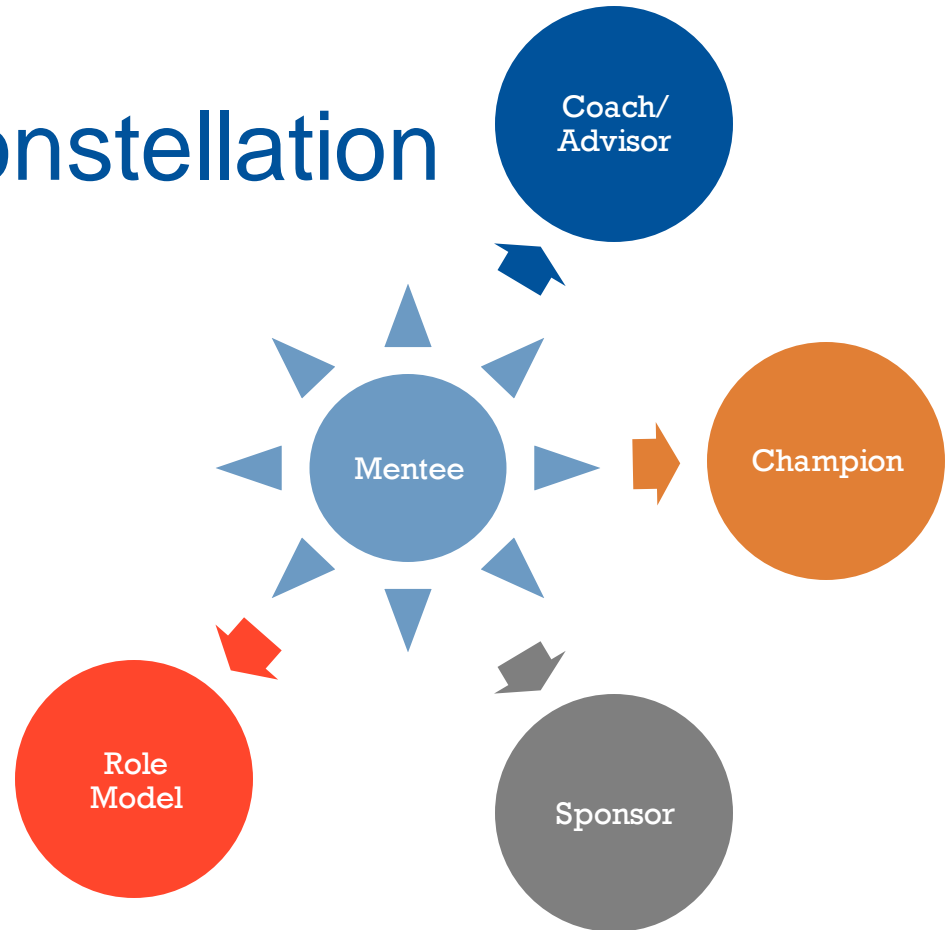 onstellation
Coach/
Advisor
Mentee
Champion
Role
Model
Sponsor